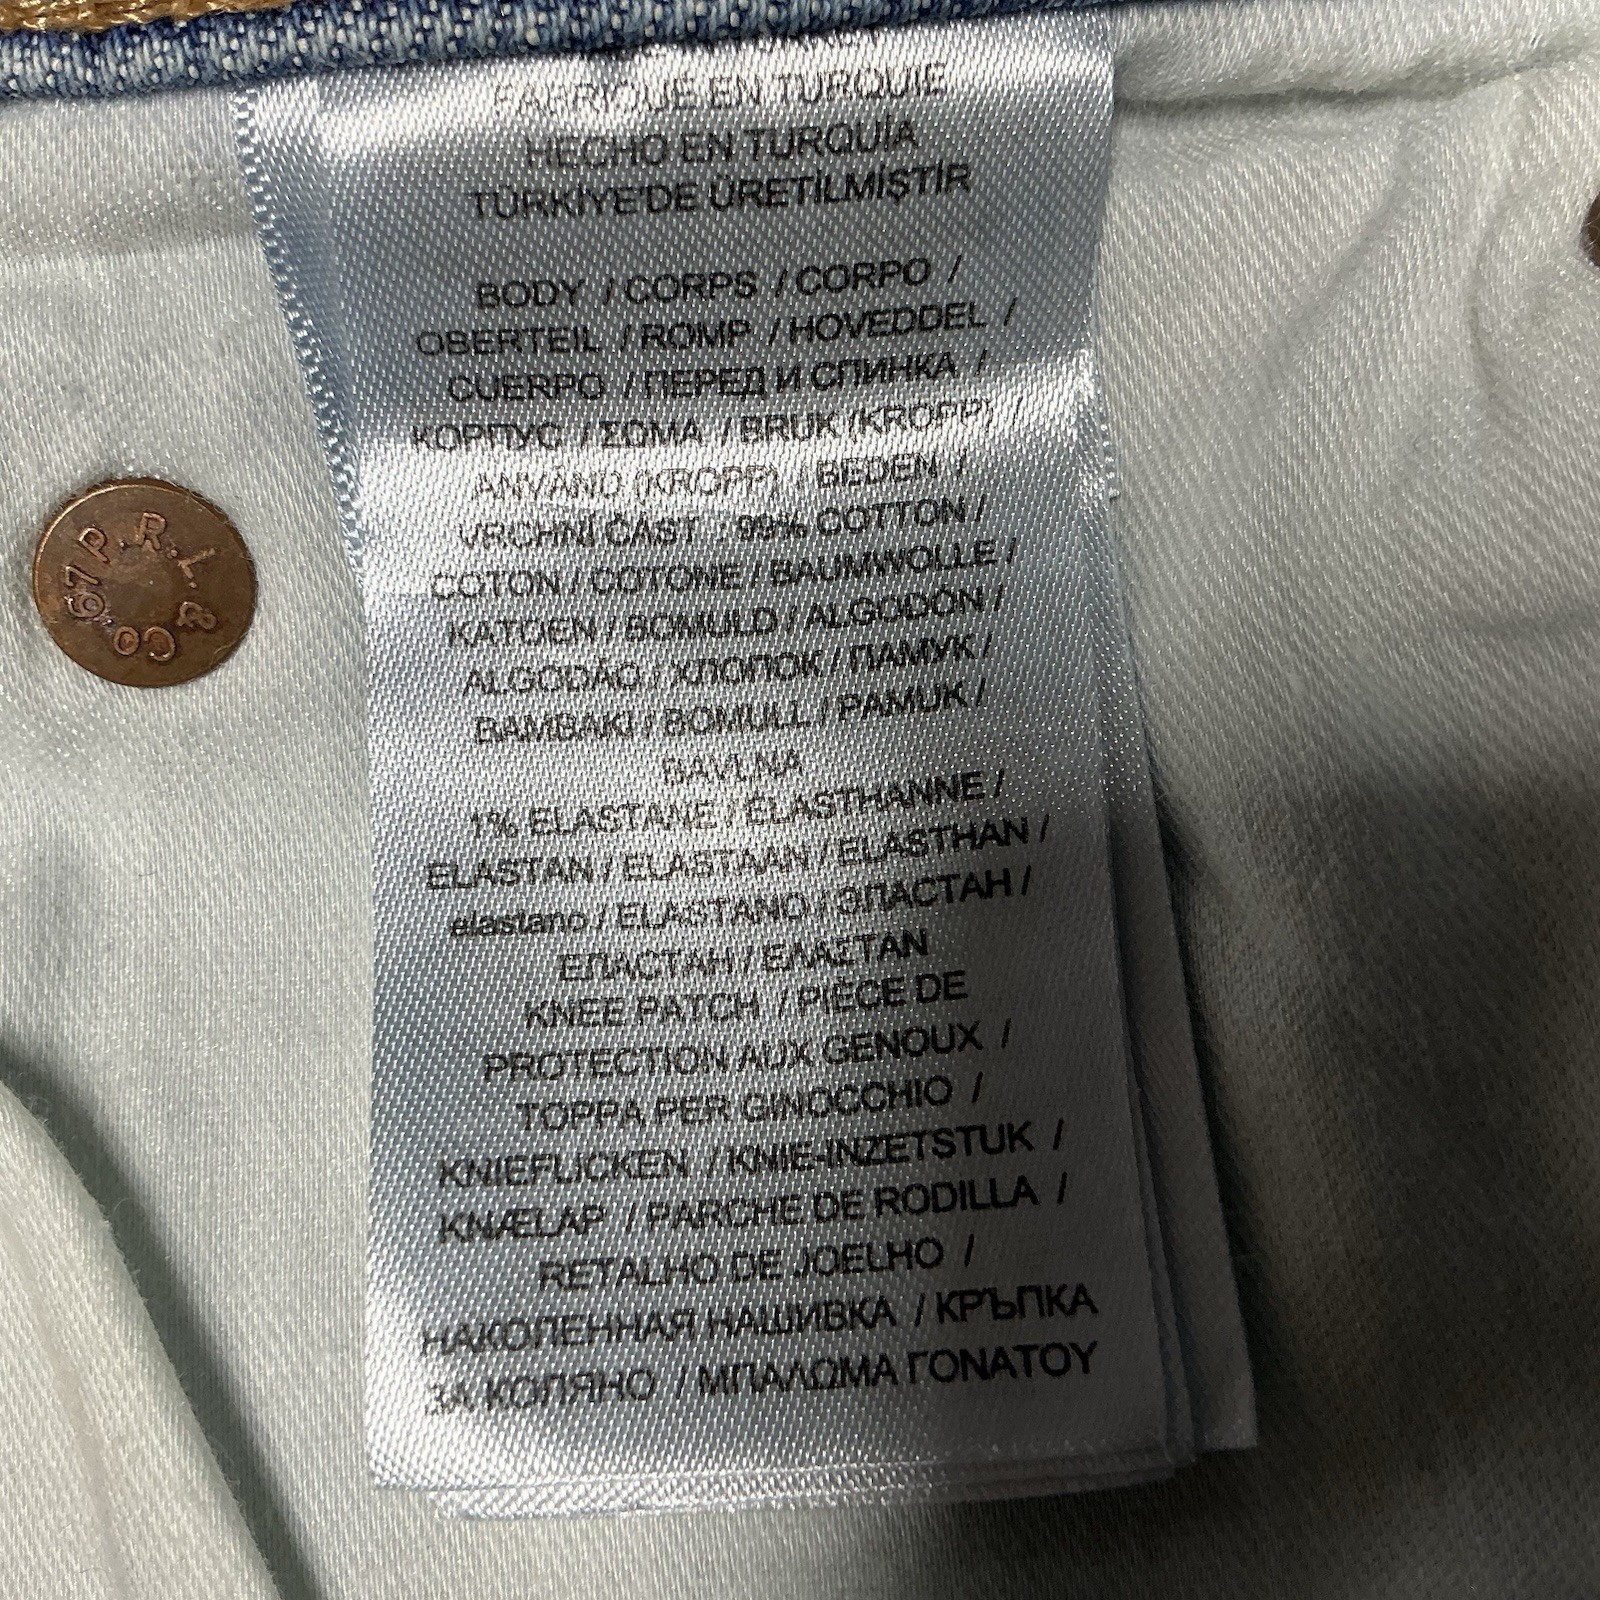 FABRIQUÉ EN TURQUIE
HECHO EN TURQUÍA
TÜRKİYE'DE ÜRETİLMİŞTİR
BODY / CORPS / CORPO /
OBERTEIL / ROMP / HOVEDDEL /
CUERPO / ПЕРЕД И СПИНКА /
КОРПУС / ΣΩΜΑ / BRUK (KROPP) /
ANVÄND (KROPP) / BEDEN /
VRCHNÍ ČÁST : 99% COTTON /
COTON / COTONE / BAUMWOLLE /
KATOEN / BOMULD / ALGODÓN /
ALGODÃO / ХЛОПОК / ПАМУК /
BAMBAKI / BOMULL / PAMUK /
BAVLNA
1% ELASTANE / ÉLASTHANNE /
ELASTAN / ELASTAAN / ELASTHAN /
elastano / ELASTANO / ЭЛАСТАН /
ЕЛАСТАН / ΕΛΑΣΤΑΝ
KNEE PATCH / PIÈCE DE
PROTECTION AUX GENOUX /
TOPPA PER GINOCCHIO /
KNIEFLICKEN / KNIE-INZETSTUK /
KNÆLAP / PARCHE DE RODILLA /
RETALHO DE JOELHO /
НАКОЛЕННАЯ НАШИВКА / КРЪПКА
ЗА КОЛЯНО / ΜΠΑΛΩΜΑ ΓΟΝΑΤΟΥ
67 P.R.L. & CO